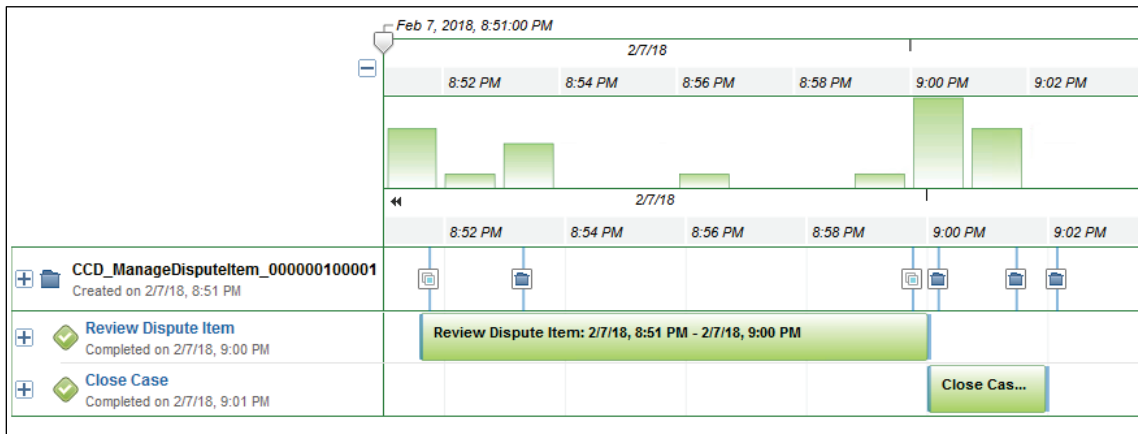 Feb 7, 2018, 8:51:00 PM
2/7/18
8:52 PM 8:54 PM 8:56 PM 8:58 PM 9:00 PM 9:02 PM
2/7/18
8:52 PM 8:54 PM 8:56 PM 8:58 PM 9:00 PM 9:02 PM
CCD_ManageDisputeItem_000000100001
Created on 2/7/18, 8:51 PM
Review Dispute Item
Completed on 2/7/18, 9:00 PM
Review Dispute Item: 2/7/18, 8:51 PM - 2/7/18, 9:00 PM
Close Case
Completed on 2/7/18, 9:01 PM
Close Cas...